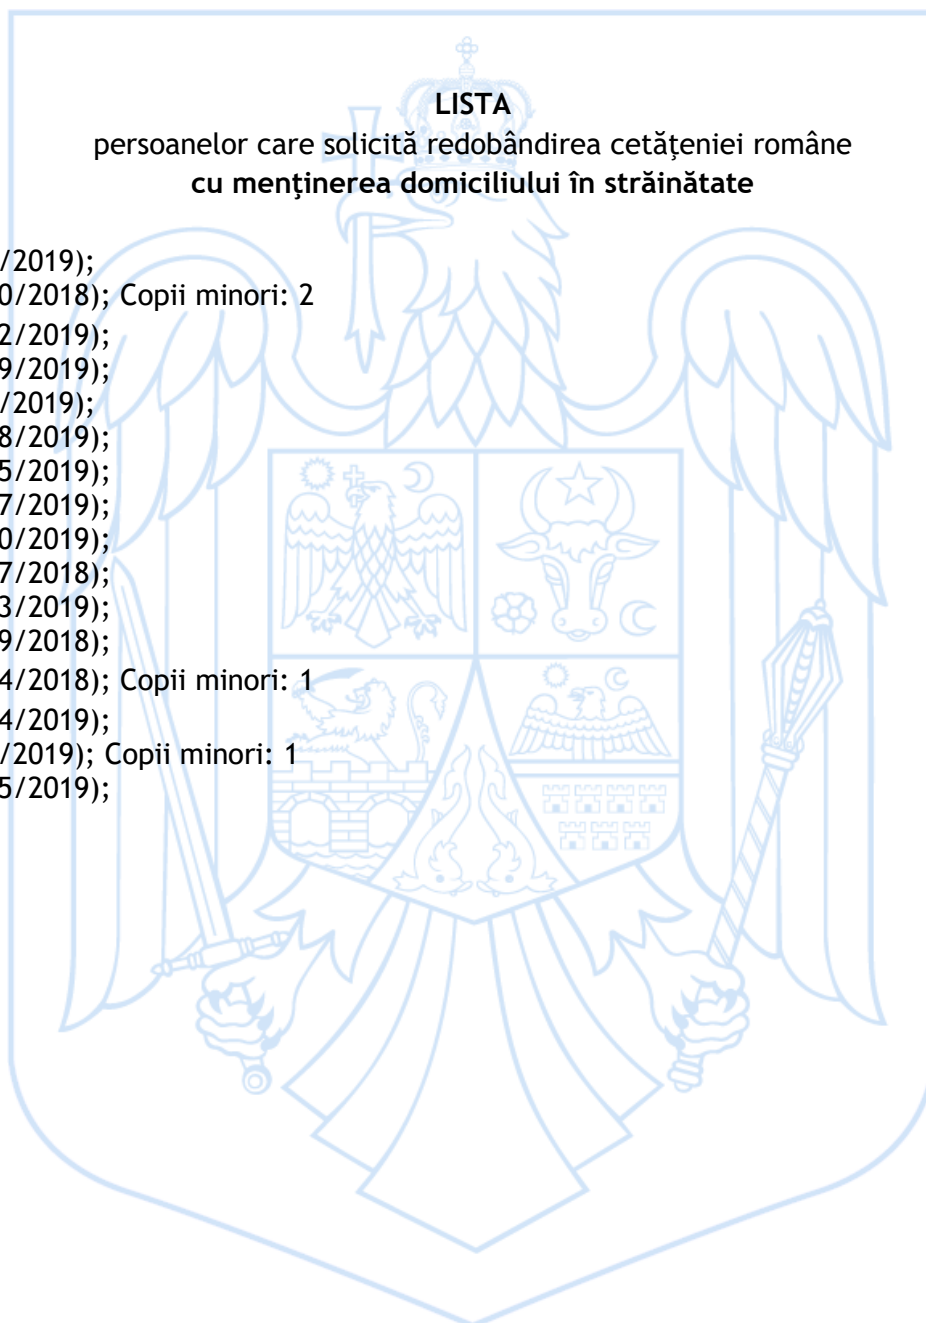 LISTA
persoanelor care solicită redobândirea cetăţeniei române
cu menţinerea domiciliului în străinătate
/2019);
0/2018); Copii minori: 2
2/2019);
9/2019);
/2019);
8/2019);
5/2019);
7/2019);
0/2019);
7/2018);
3/2019);
9/2018);
4/2018); Copii minori: 1
4/2019);
/2019); Copii minori: 1
5/2019);